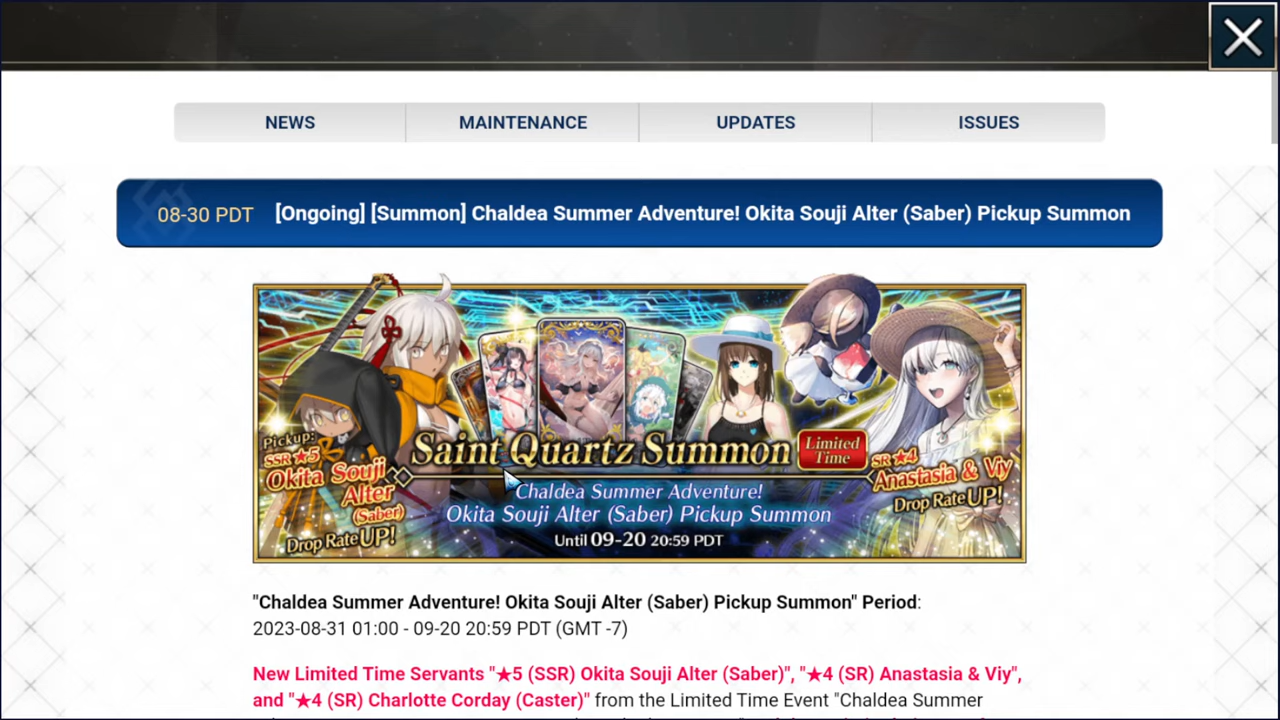 NEWS
MAINTENANCE
UPDATES
ISSUES
08-30 PDT [Ongoing] [Summon] Chaldea Summer Adventure! Okita Souji Alter (Saber) Pickup Summon
Pickup:
SSR ★5
Okita Souji
Alter
(Saber)
Drop Rate UP!
Saint Quartz Summon
Limited
Time
Chaldea Summer Adventure!
Okita Souji Alter (Saber) Pickup Summon
Until 09-20 20:59 PDT
SR ★4
Anastasia & Viy
Drop Rate UP!
"Chaldea Summer Adventure! Okita Souji Alter (Saber) Pickup Summon" Period:
2023-08-31 01:00 - 09-20 20:59 PDT (GMT -7)
New Limited Time Servants "★5 (SSR) Okita Souji Alter (Saber)", "★4 (SR) Anastasia & Viy",
and "★4 (SR) Charlotte Corday (Caster)" from the Limited Time Event "Chaldea Summer